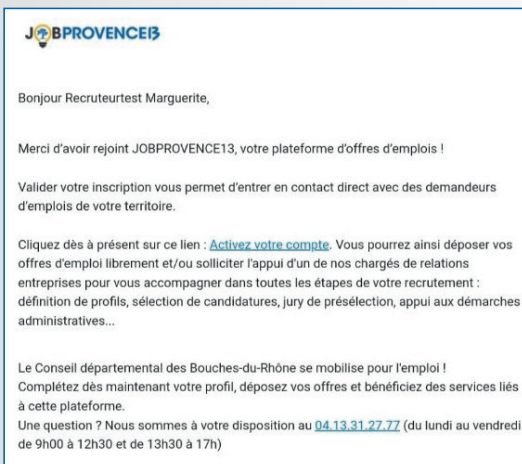 JOBPROVENCE13
Bonjour Recruteurtest Marguerite,
Merci d'avoir rejoint JOBPROVENCE13, votre plateforme d'offres d'emplois !
Valider votre inscription vous permet d'entrer en contact direct avec des demandeurs
d'emplois de votre territoire.
Cliquez dès à présent sur ce lien : Activez votre compte. Vous pourrez ainsi déposer vos
offres d'emploi librement et/ou solliciter l'appui d'un de nos chargés de relations
entreprises pour vous accompagner dans toutes les étapes de votre recrutement :
définition de profils, sélection de candidatures, jury de présélection, appui aux démarches
administratives...
Le Conseil départemental des Bouches-du-Rhône se mobilise pour l'emploi !
Complétez dès maintenant votre profil, déposez vos offres et bénéficiez des services liés
à cette plateforme.
Une question ? Nous sommes à votre disposition au 04.13.31.27.77 (du lundi au vendredi
de 9h00 à 12h30 et de 13h30 à 17h)